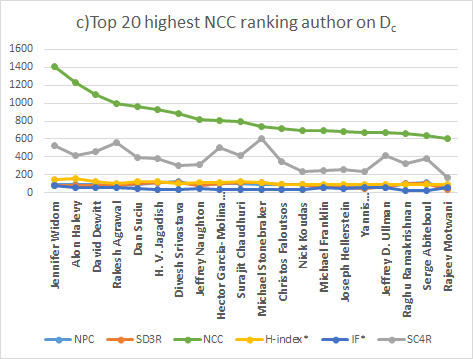 c)Top 20 highest NCC ranking author on Dc
1600
1400
1200
1000
800
600
400
200
0
Jennifer Widom
Alon Halevy
David Dewitt
Rakesh Agrawal
Dan Suciu
H. V. Jagadish
Divesh Srivastava
Jeffrey Naughton
Hector Garcia-Molina...
Surajit Chaudhuri
Michael Stonebraker
Christos Faloutsos
Nick Koudas
Michael Franklin
Joseph Hellerstein
Yannis...
Jeffrey D. Ullman
Raghu Ramakrishnan
Serge Abiteboul
Rajeev Motwani
NPC
SD3R
NCC
H-index*
IF*
SC4R